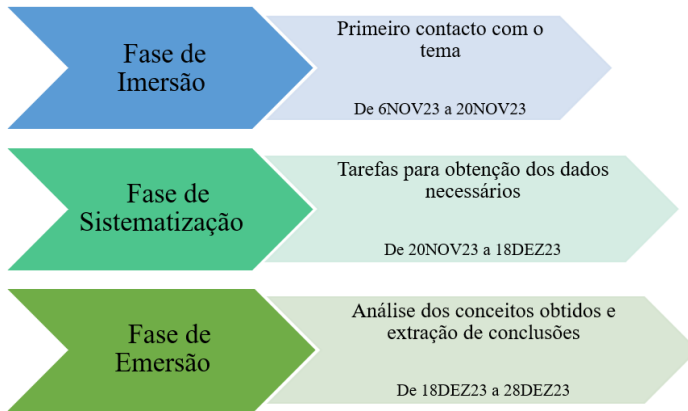 Fase de
Imersão
Primeiro contacto com o
tema
De 6NOV23 a 20NOV23
Fase de
Sistematização
Tarefas para obtenção dos dados
necessários
De 20NOV23 a 18DEZ23
Fase de
Emersão
Análise dos conceitos obtidos e
extração de conclusões
De 18DEZ23 a 28DEZ23